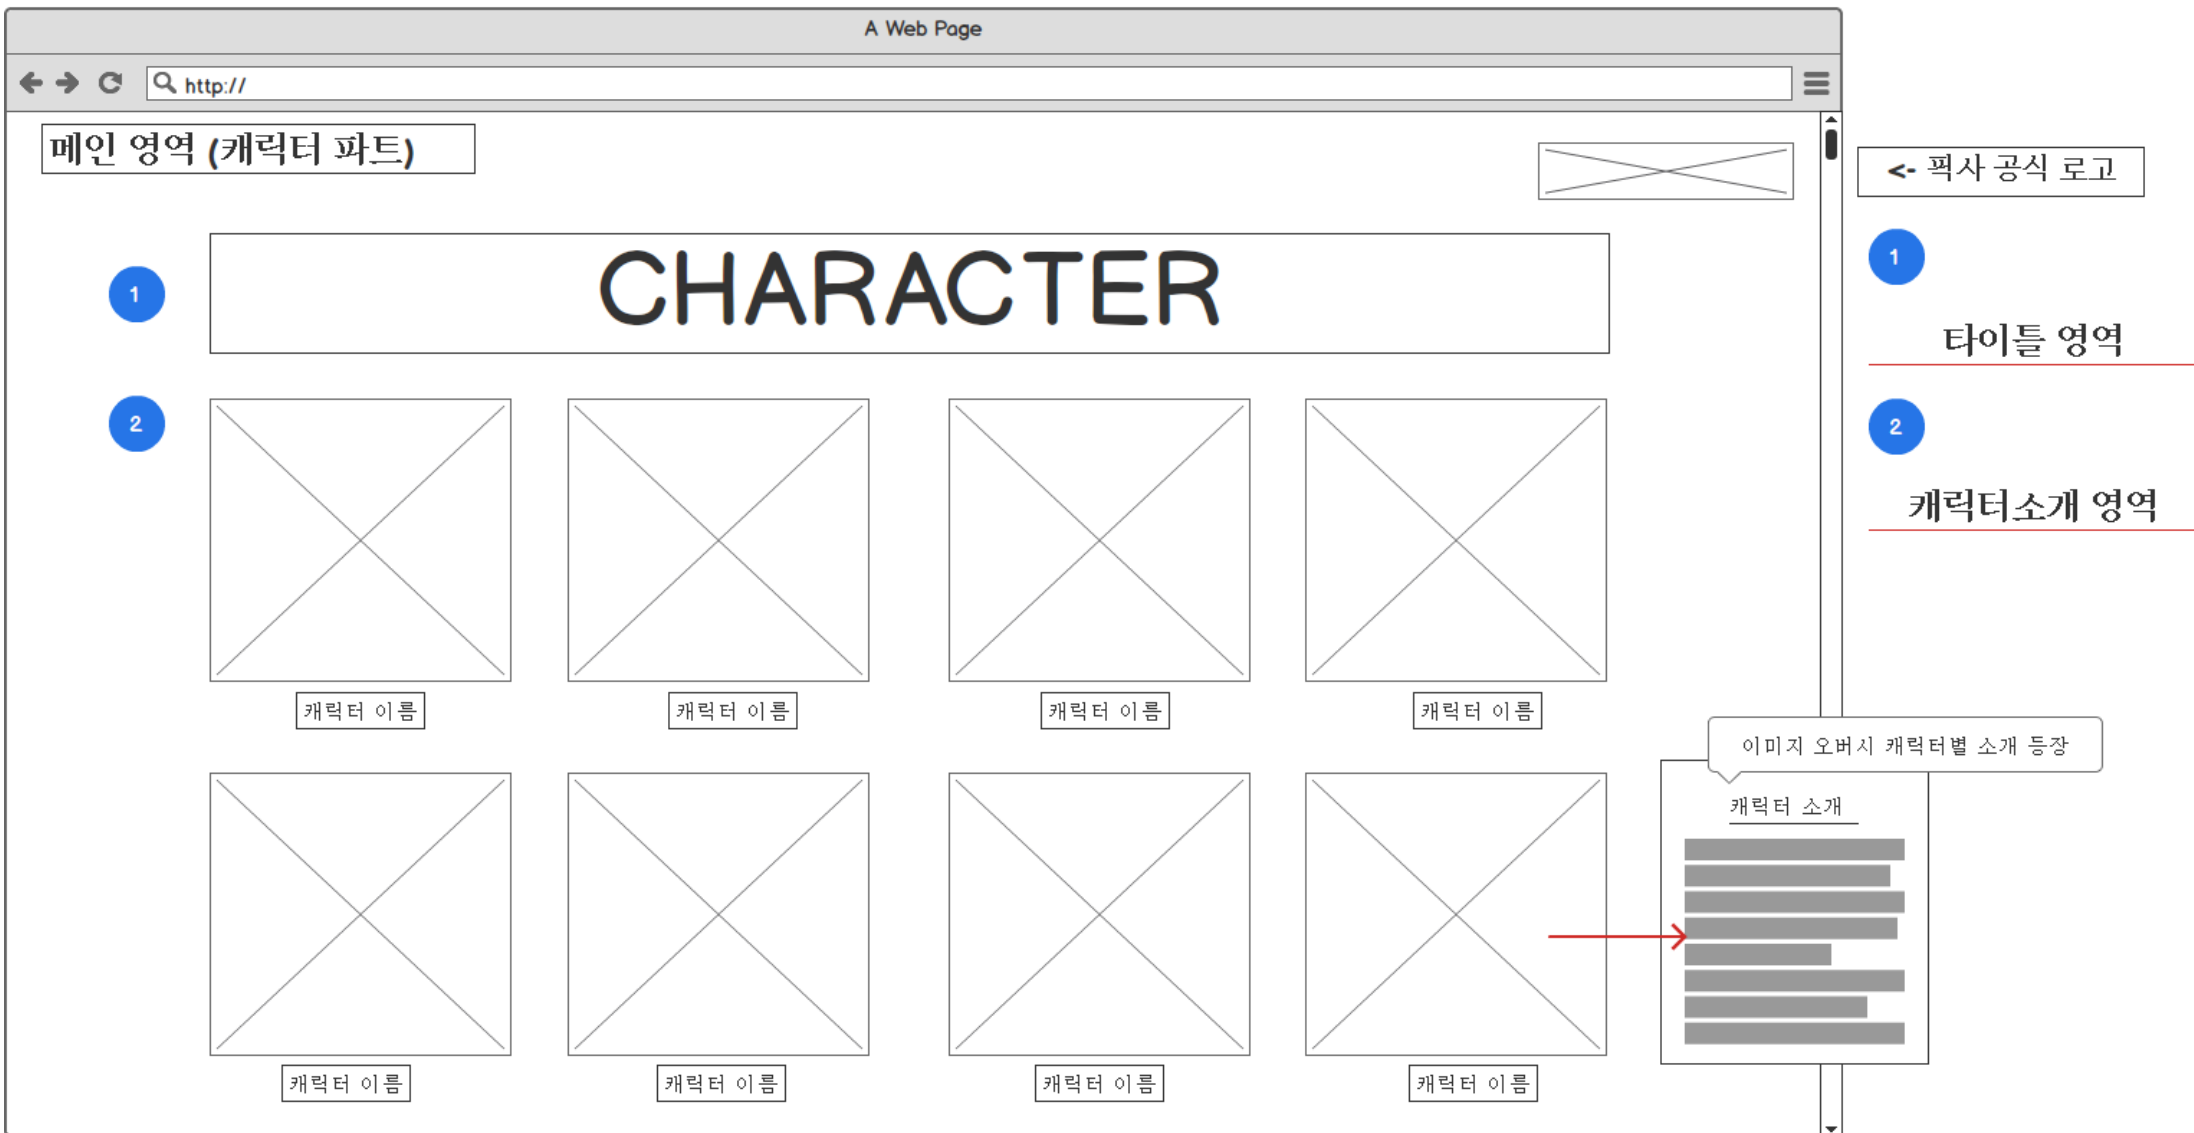 A Web Page
http://
메인 영역 (캐릭터 파트)
<- 픽사 공식 로고
1
CHARACTER
1
타이틀 영역
2
2
캐릭터소개 영역
캐릭터 이름
캐릭터 이름
캐릭터 이름
캐릭터 이름
이미지 오버시 캐릭터별 소개 등장
캐릭터 소개
캐릭터 이름
캐릭터 이름
캐릭터 이름
캐릭터 이름